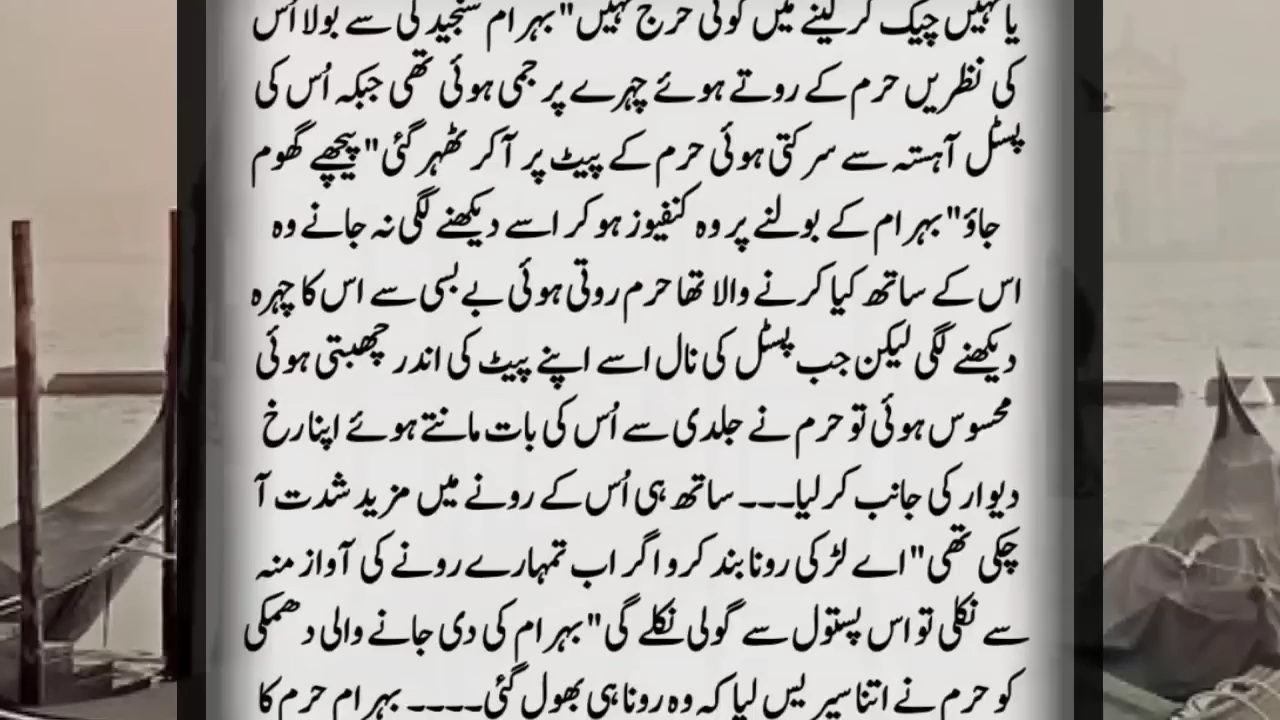 یا نہیں چیک کر لینے میں کوئی حرج نہیں" بہرام سنجیدگی سے بولا اُس
کی نظریں حرم کے روتے ہوئے چہرے پر جمی ہوئی تھی جبکہ اُس کی
پسٹل آہستہ سے سرکتی ہوئی حرم کے پیٹ پر آکر ٹھہر گئی" پیچھے گھوم
جاؤ" بہرام کے بولنے پر وہ کنفیوز ہو کر اسے دیکھنے لگی نہ جانے وہ
اس کے ساتھ کیا کرنے والا تھا حرم روتی ہوئی بے بسی سے اس کا چہرہ
دیکھنے لگی لیکن جب پسٹل کی نال اسے اپنے پیٹ کی اندر چھبتی ہوئی
محسوس ہوئی تو حرم نے جلدی سے اُس کی بات مانتے ہوئے اپنا رخ
دیوار کی جانب کر لیا۔۔۔ ساتھ ہی اُس کے رونے میں مزید شدت آ
چکی تھی" اے لڑکی رونا بند کرو اگر اب تمہارے رونے کی آواز منہ
سے نکلی تو اس پستول سے گولی نکلے گی" بہرام کی دی جانے والی دھمکی
کو حرم نے اتنا سیریس لیا کہ وہ رونا ہی بھول گئی۔۔۔۔ بہرام حرم کا